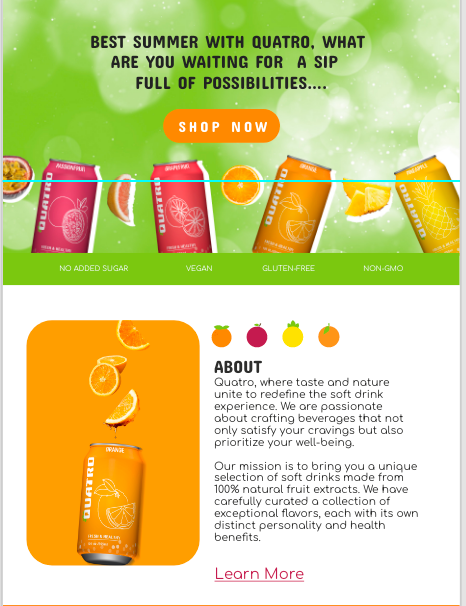 BEST SUMMER WITH QUATRO, WHAT
ARE YOU WAITING FOR A SIP
FULL OF POSSIBILITIES....
SHOP NOW
PASSIONFRUIT
GRAPEFRUIT
ORANGE
PINEAPPLE
QUATRO
QUATRO
QUATRO
QUATRO
NO ADDED SUGAR
VEGAN
GLUTEN-FREE
NON-GMO
ORANGE
QUATRO
ABOUT
Quatro, where taste and nature
unite to redefine the soft drink
experience. We are passionate
about crafting beverages that not
only satisfy your cravings but also
prioritize your well-being.
Our mission is to bring you a unique
selection of soft drinks made from
100% natural fruit extracts. We have
carefully curated a collection of
exceptional flavors, each with its own
distinct personality and health
benefits.
Learn More